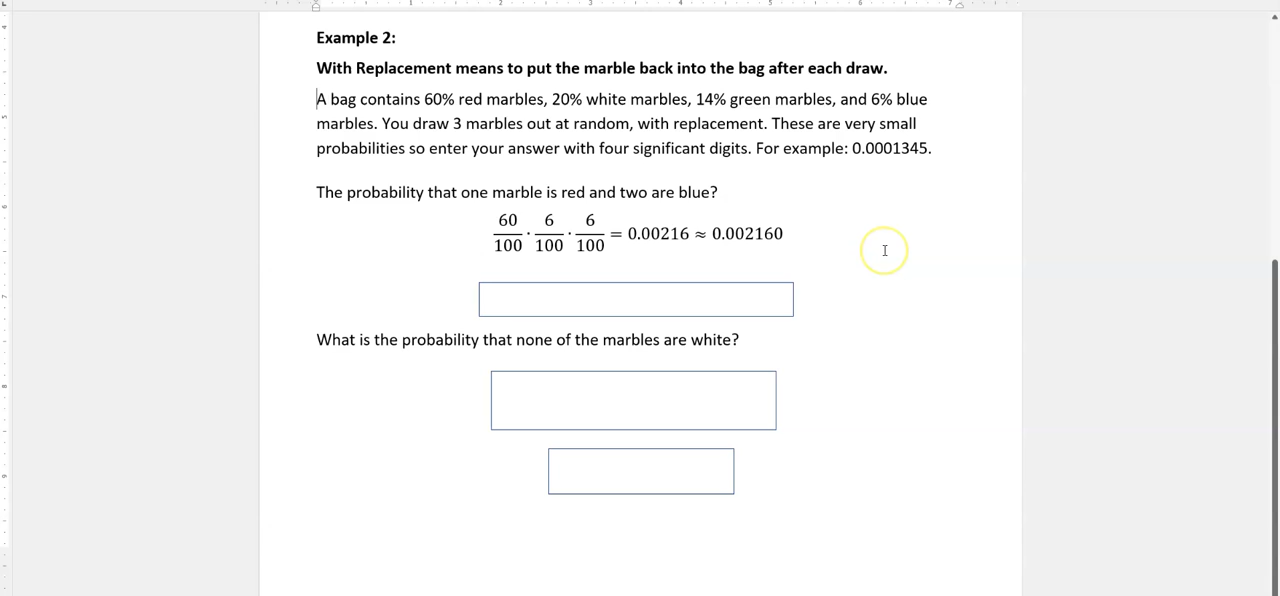 Example 2:
With Replacement means to put the marble back into the bag after each draw.
A bag contains 60% red marbles, 20% white marbles, 14% green marbles, and 6% blue
marbles. You draw 3 marbles out at random, with replacement. These are very small
probabilities so enter your answer with four significant digits. For example: 0.0001345.
The probability that one marble is red and two are blue?
60/100 · 6/100 · 6/100 = 0.00216 ≈ 0.002160
What is the probability that none of the marbles are white?